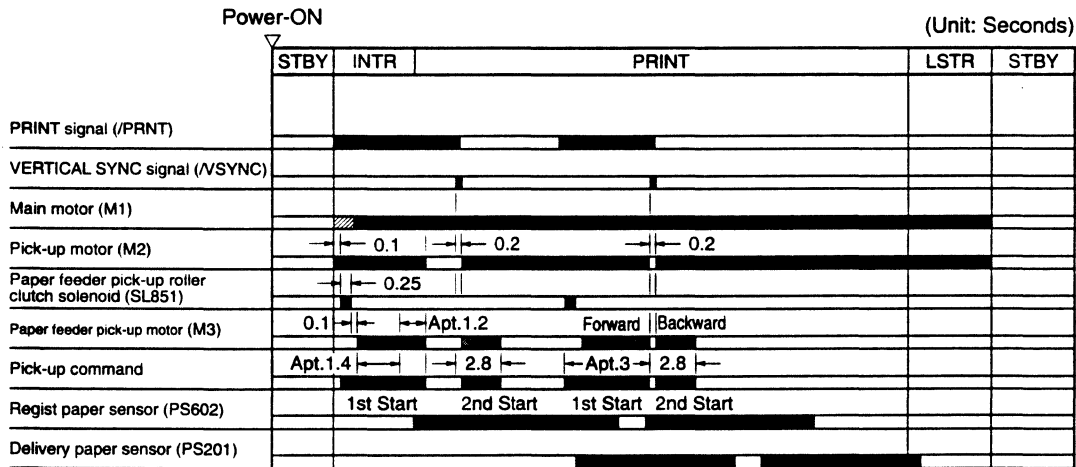 Power-ON
(Unit: Seconds)
STBY INTR PRINT LSTR STBY
PRINT signal (/PRNT)
VERTICAL SYNC signal (/VSYNC)
Main motor (M1)
Pick-up motor (M2) 0.1 0.2 0.2
Paper feeder pick-up roller
clutch solenoid (SL851) 0.25
Paper feeder pick-up motor (M3) 0.1 Apt.1.2 Forward Backward
Pick-up command Apt.1.4 2.8 Apt.3 2.8
1st Start 2nd Start 1st Start 2nd Start
Regist paper sensor (PS602)
Delivery paper sensor (PS201)